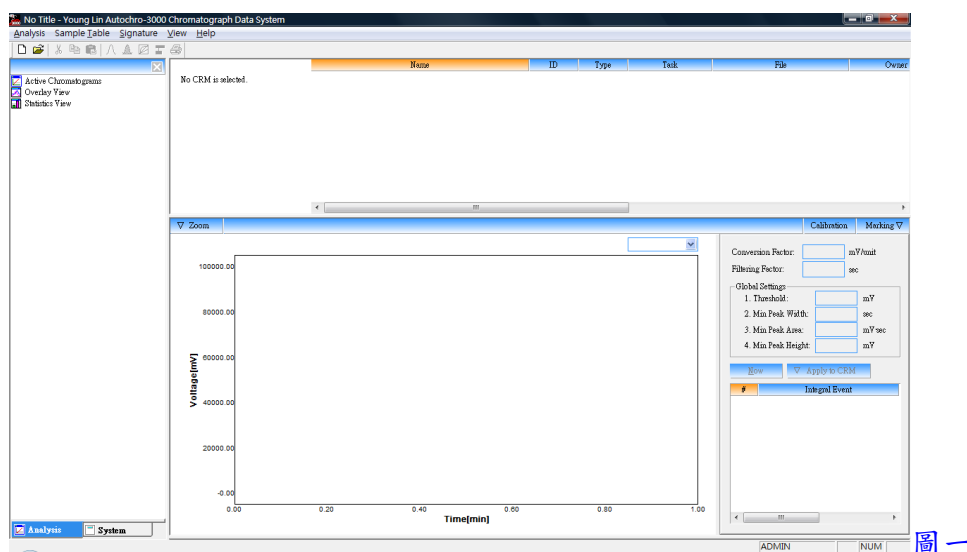 No Title - Young Lin Autochro-3000 Chromatograph Data System
Analysis Sample Table Signature View Help
Active Chromatograms
Overlay View
Statistics View
Name ID Type Task File Owner
No CRM is selected.
▽ Zoom Calibration Marking ▽
100000.00
80000.00
60000.00
40000.00
20000.00
-0.00
Voltage[mV]
0.00 0.20 0.40 0.60 0.80 1.00
Time[min]
Conversion Factor: mV/unit
Filtering Factor: sec
Global Settings
1. Threshold: mV
2. Min Peak Width: sec
3. Min Peak Area: mV sec
4. Min Peak Height: mV
Now ▽ Apply to CRM
# Integral Event
Analysis System
ADMIN NUM
圖一